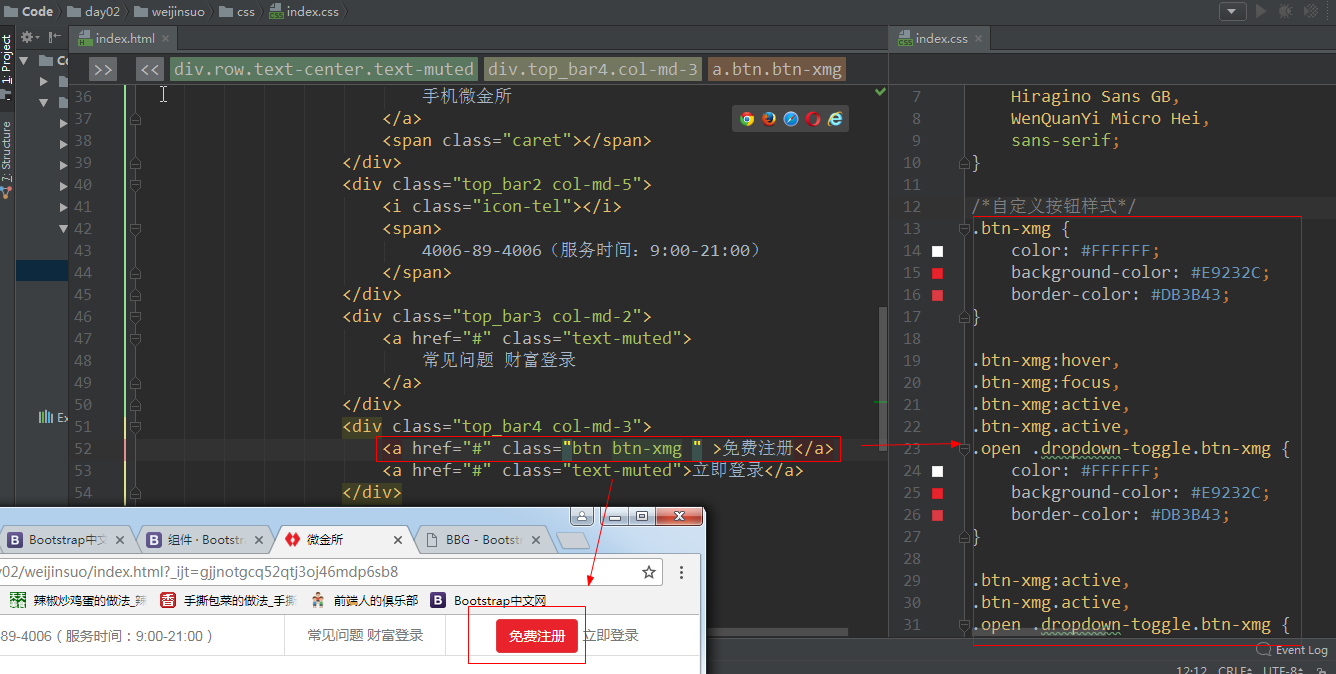 Code day02 weijinsuo css index.css
1: Project
7: Structure
index.html
>> << div.row.text-center.text-muted div.top_bar4.col-md-3 a.btn.btn-xmg
36 手机微金所
37 </a>
38 <span class="caret"></span>
39 </div>
40 <div class="top_bar2 col-md-5">
41 <i class="icon-tel"></i>
42 <span>
43 4006-89-4006（服务时间：9:00-21:00）
44 </span>
45 </div>
46 <div class="top_bar3 col-md-2">
47 <a href="#" class="text-muted">
48 常见问题 财富登录
49 </a>
50 </div>
51 <div class="top_bar4 col-md-3">
52 <a href="#" class="btn btn-xmg " >免费注册</a>
53 <a href="#" class="text-muted">立即登录</a>
54 </div>
index.css
7 Hiragino Sans GB,
8 WenQuanYi Micro Hei,
9 sans-serif;
10 }
11
12 /*自定义按钮样式*/
13 .btn-xmg {
14 color: #FFFFFF;
15 background-color: #E9232C;
16 border-color: #DB3B43;
17 }
18
19 .btn-xmg:hover,
20 .btn-xmg:focus,
21 .btn-xmg:active,
22 .btn-xmg.active,
23 .open .dropdown-toggle.btn-xmg {
24 color: #FFFFFF;
25 background-color: #E9232C;
26 border-color: #DB3B43;
27 }
28
29 .btn-xmg:active,
30 .btn-xmg.active,
31 .open .dropdown-toggle.btn-xmg {
Bootstrap中文
组件 · Bootstr
微金所
BBG - Bootst
02/weijinsuo/index.html?_ijt=gjjnotgcq52qtj3oj46mdp6sb8
辣椒炒鸡蛋的做法_辣 手撕包菜的做法_手撕 前端人的俱乐部 Bootstrap中文网
89-4006 ( 服务时间：9:00-21:00 ) 常见问题 财富登录 免费注册 立即登录
Event Log
12:12 CRLF UTF-8